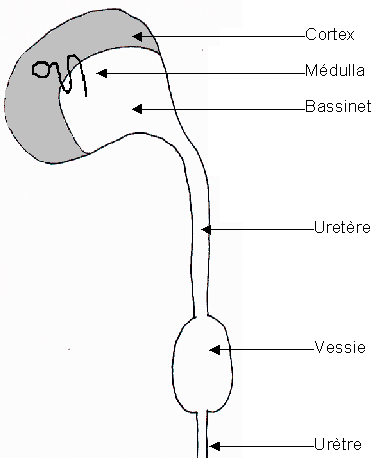 Cortex
Médulla
Bassinet
Uretère
Vessie
Urètre